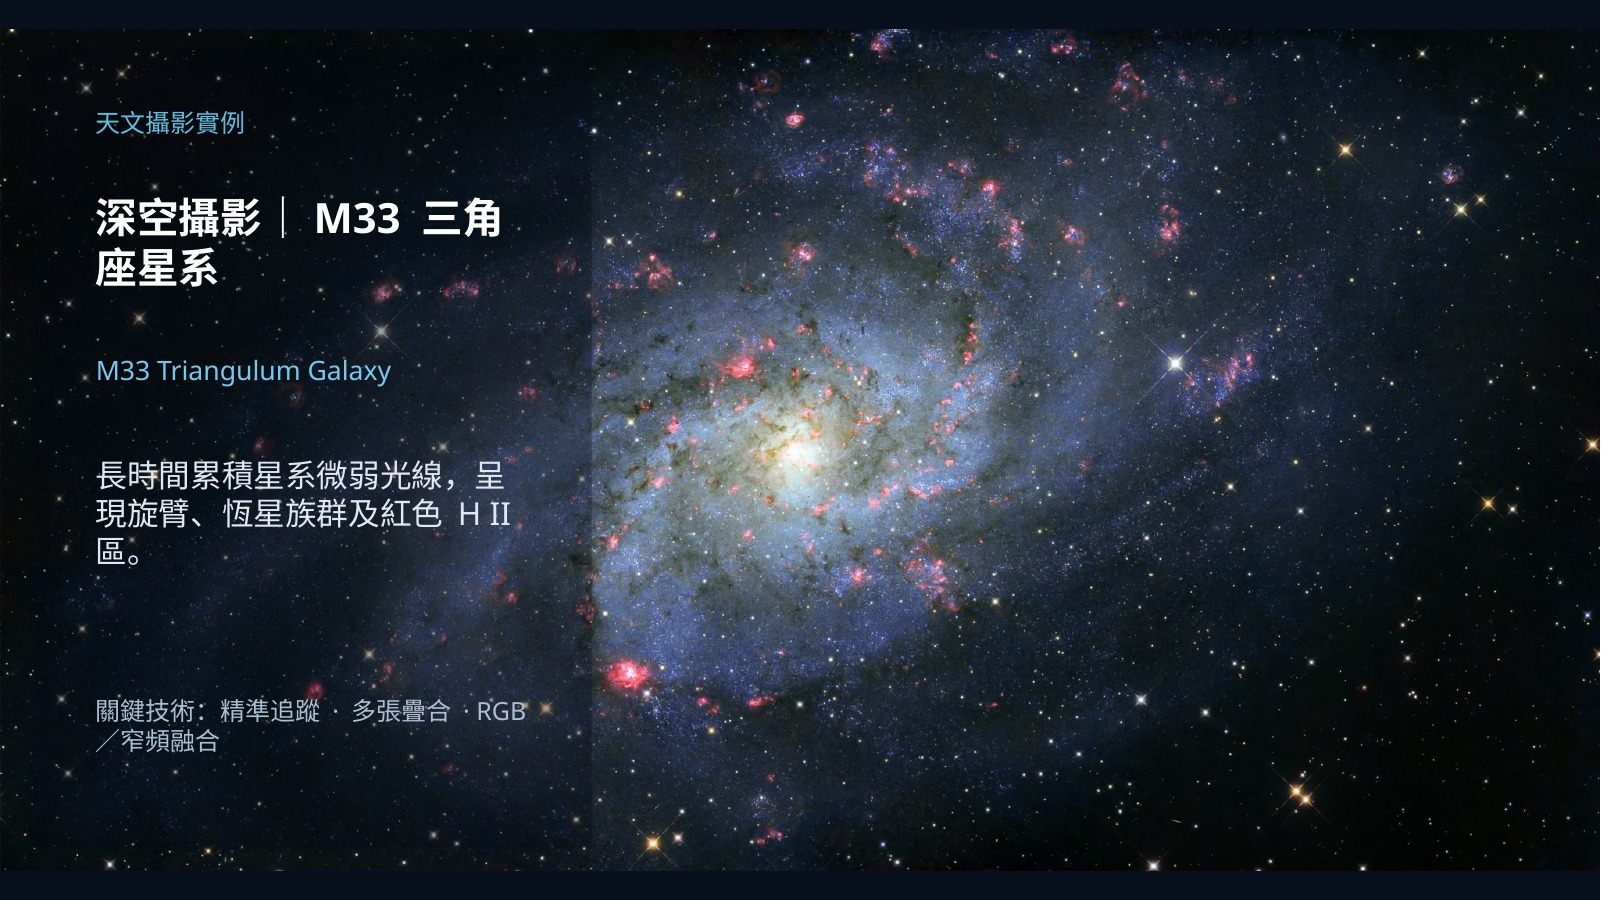 天文攝影實例
深空攝影｜ M33 三角
座星系
M33 Triangulum Galaxy
長時間累積星系微弱光線，呈
現旋臂、恆星族群及紅色 H II
區。
關鍵技術：精準追蹤 · 多張疊合 · RGB
／窄頻融合